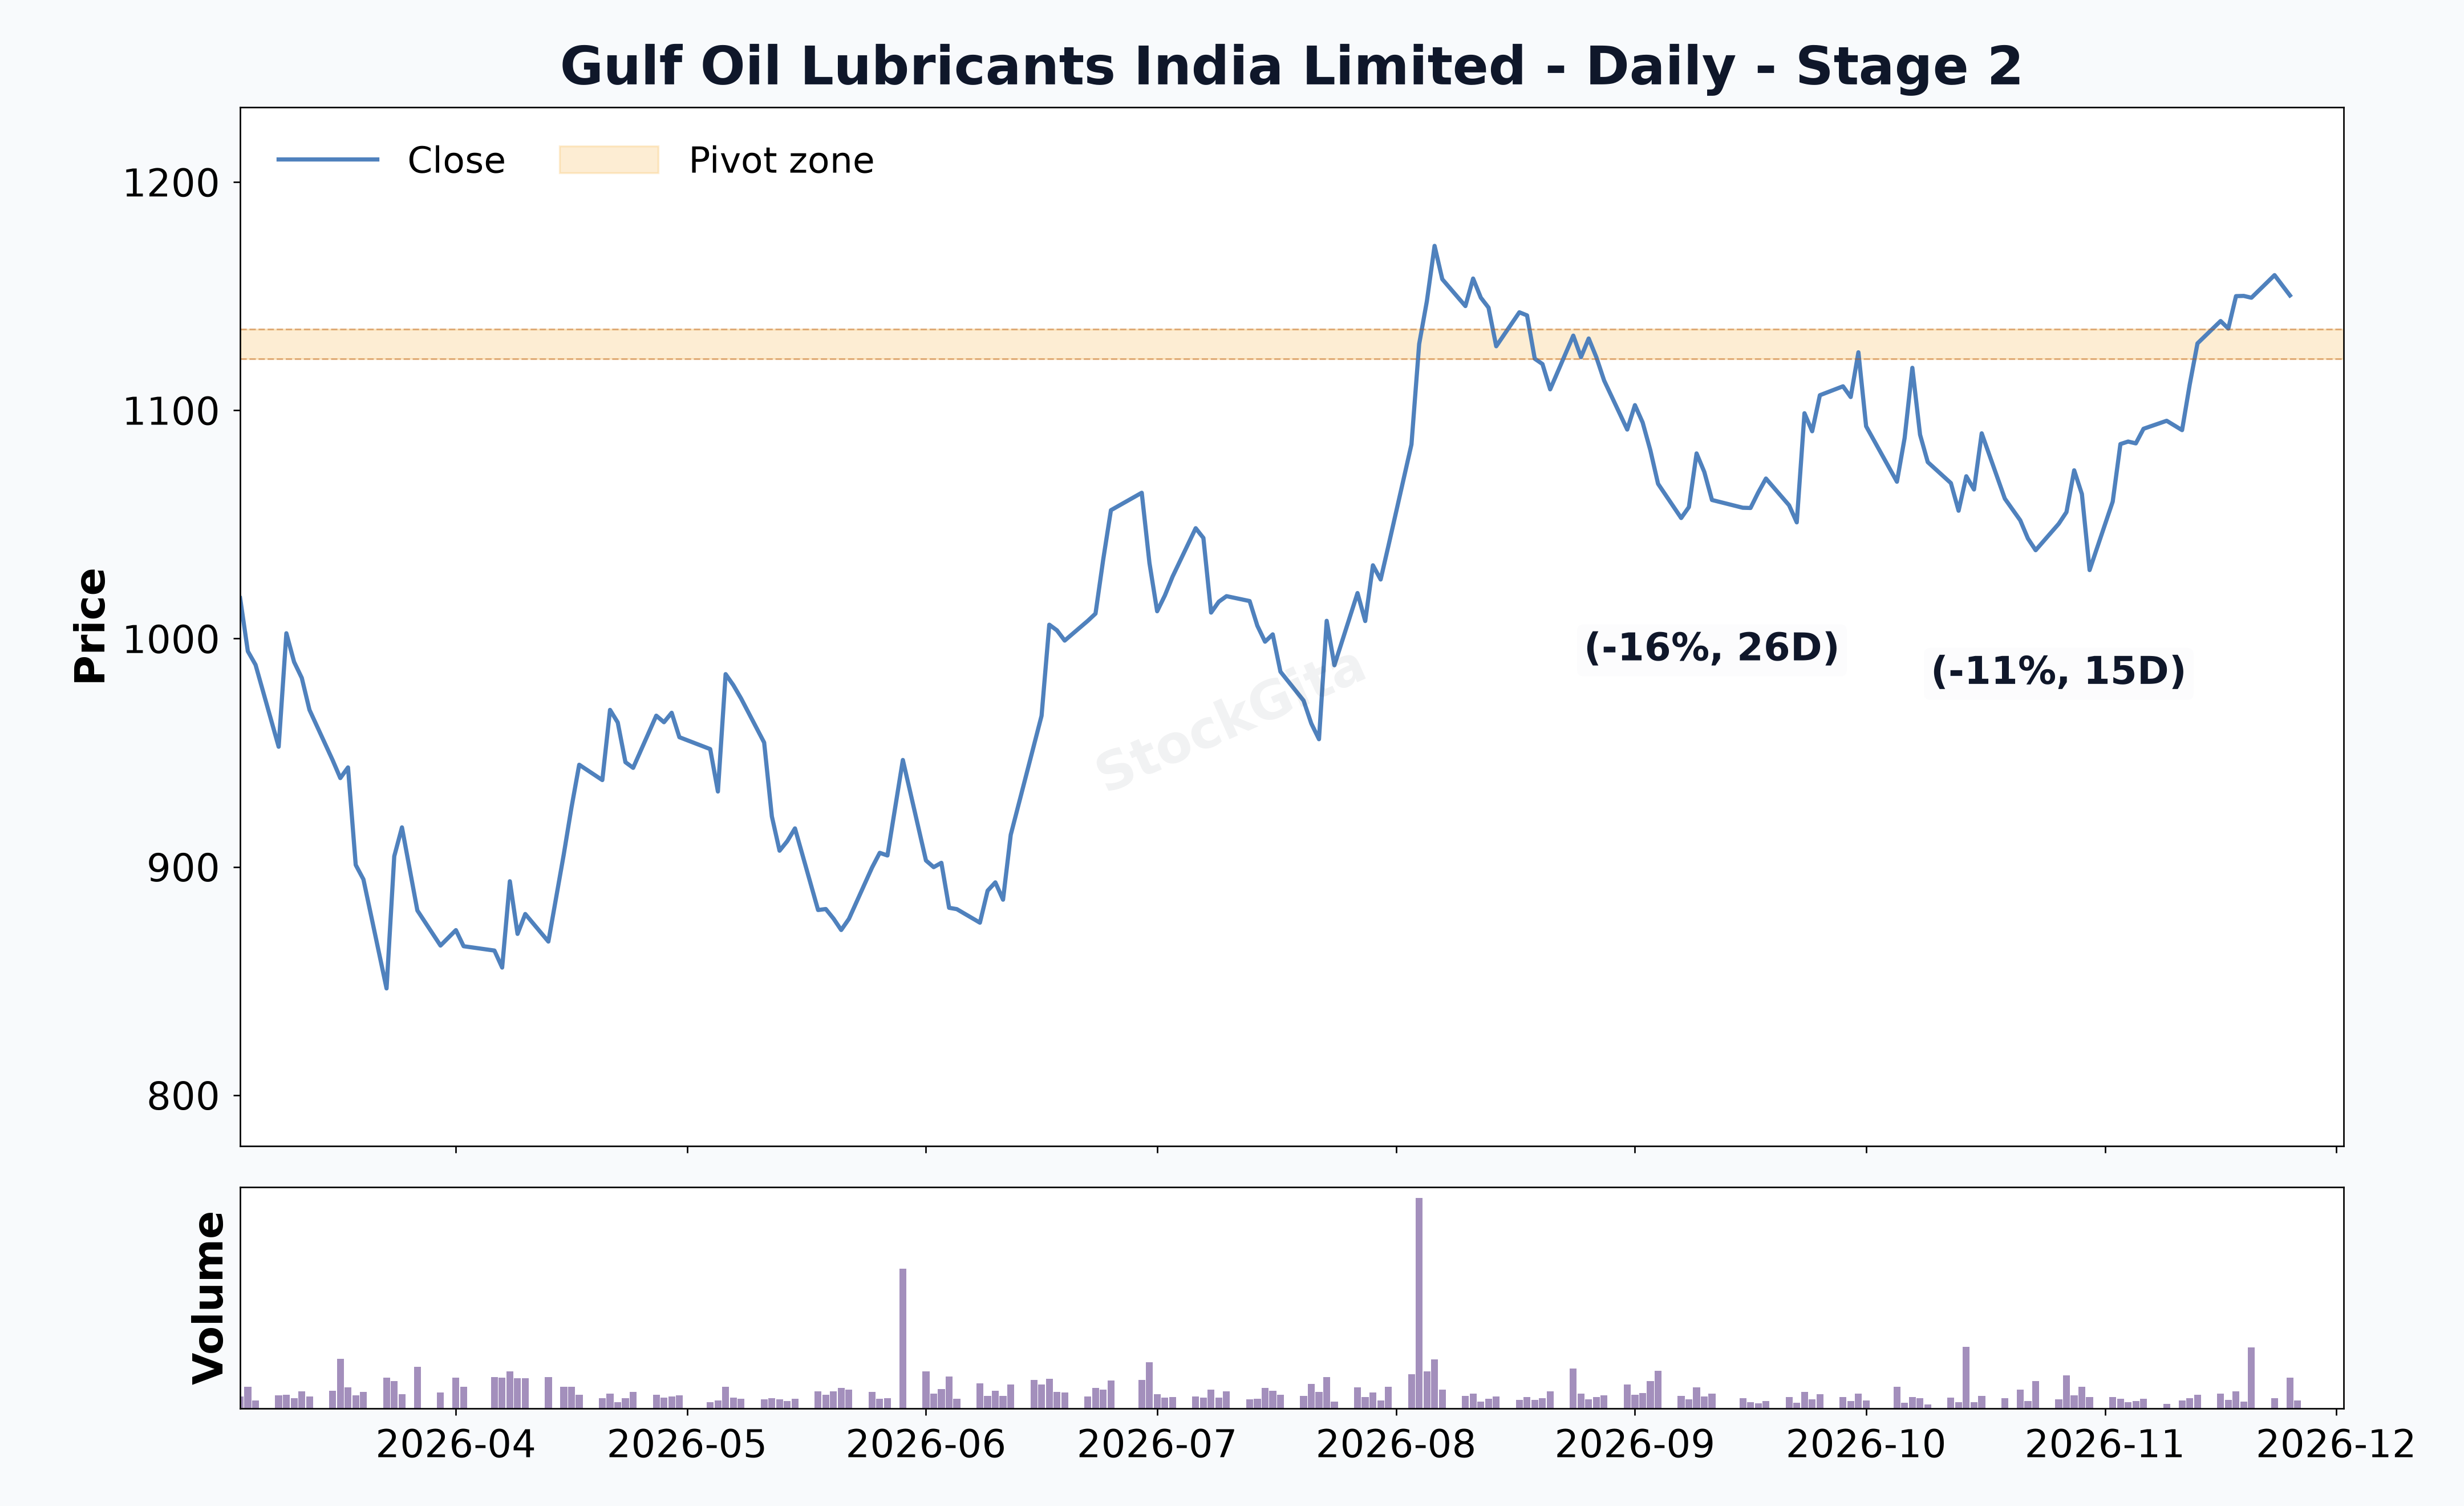 Gulf Oil Lubricants India Limited - Daily - Stage 2
Close
Pivot zone
1200
1100
1000
900
800
Price
(-16%, 26D)
(-11%, 15D)
StockGita
Volume
2026-04
2026-05
2026-06
2026-07
2026-08
2026-09
2026-10
2026-11
2026-12